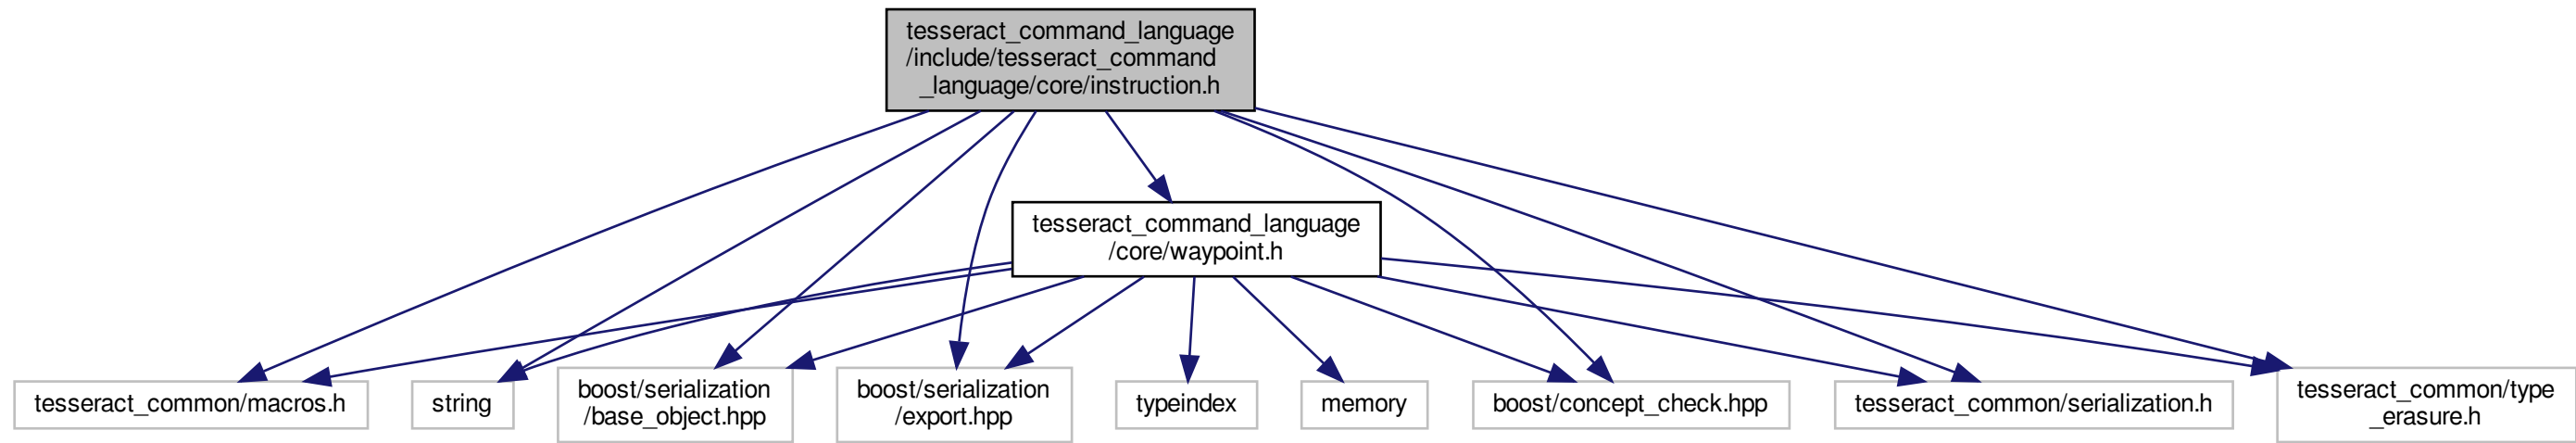 tesseract_command_language
/include/tesseract_command
_language/core/instruction.h
tesseract_command_language
/core/waypoint.h
tesseract_common/macros.h
string
boost/serialization
/base_object.hpp
boost/serialization
/export.hpp
typeindex
memory
boost/concept_check.hpp
tesseract_common/serialization.h
tesseract_common/type
_erasure.h